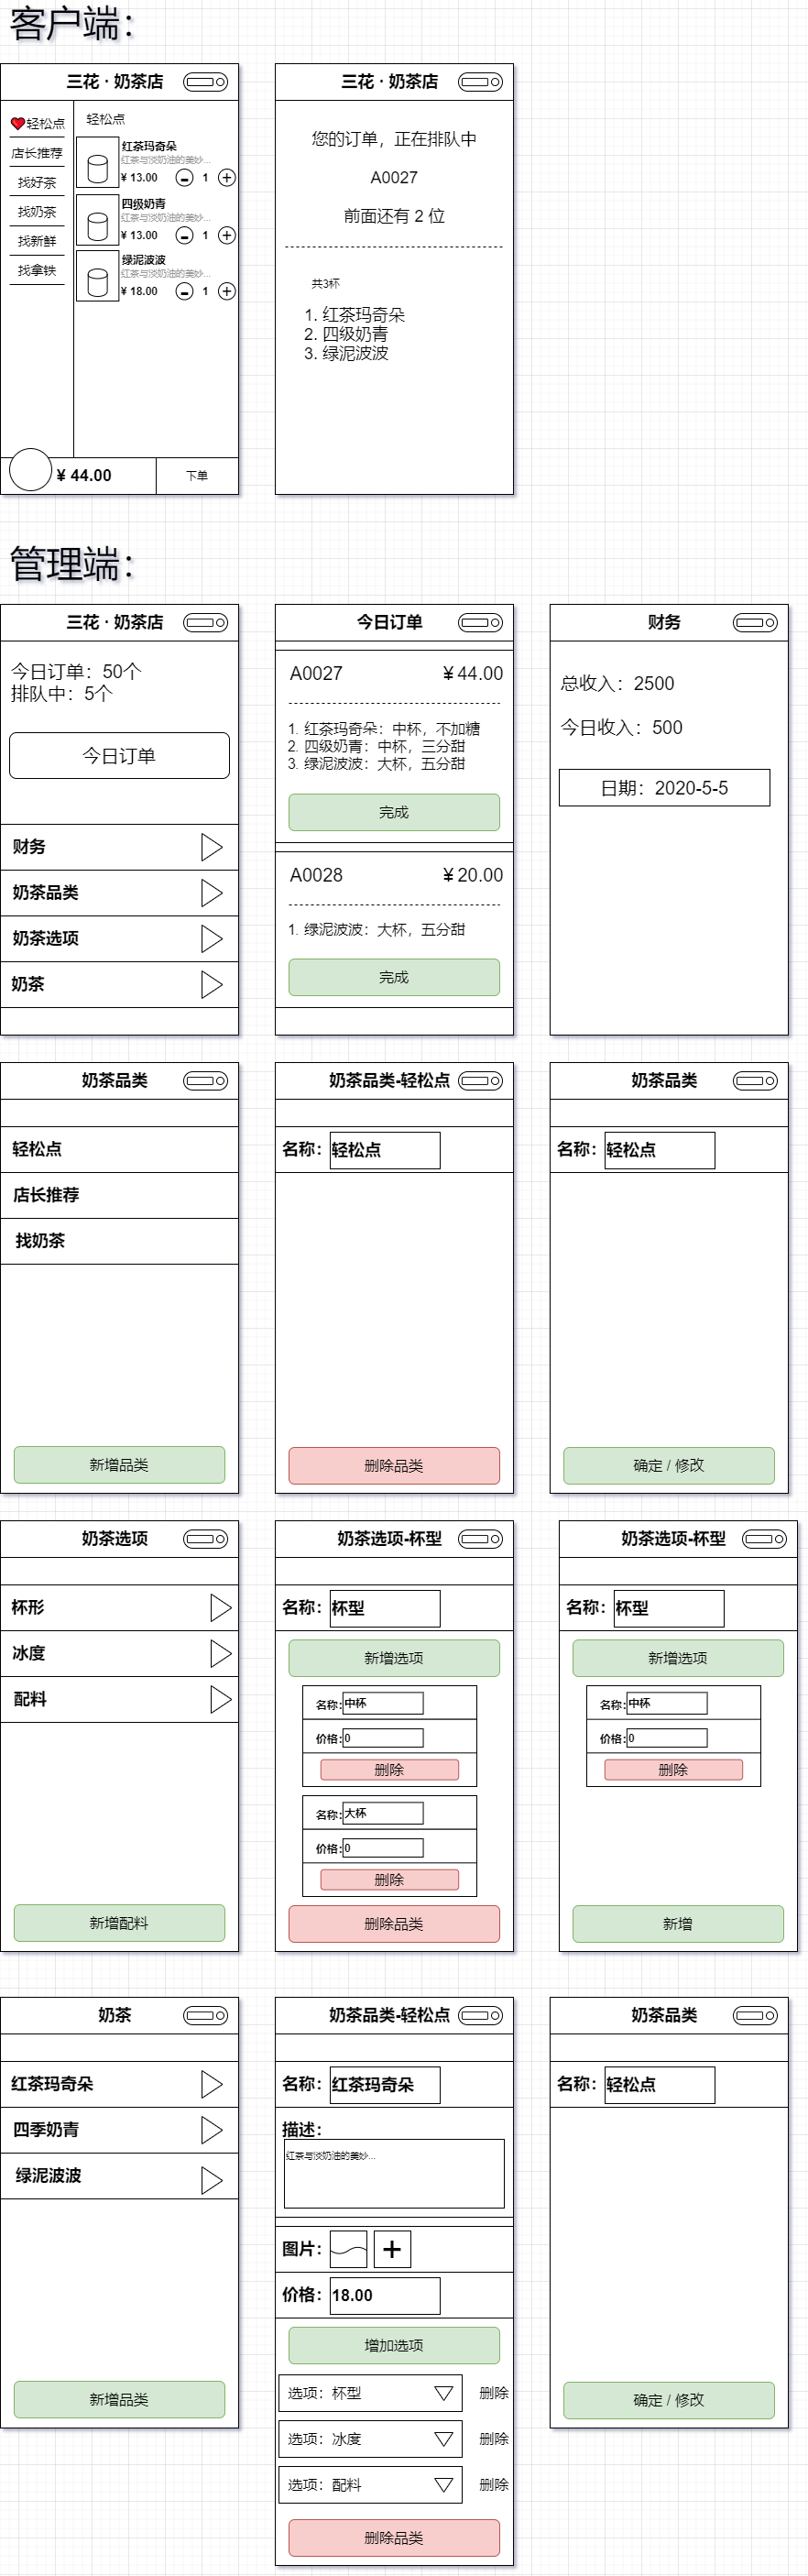 客户端：
三花 · 奶茶店
轻松点
店长推荐
找好茶
找奶茶
找新鲜
找拿铁
轻松点
红茶玛奇朵
红茶与淡奶油的美妙...
¥ 13.00
1
四级奶青
红茶与淡奶油的美妙...
¥ 13.00
1
绿泥波波
红茶与淡奶油的美妙...
¥ 18.00
1
¥ 44.00
下单
三花 · 奶茶店
您的订单，正在排队中
A0027
前面还有 2 位
共3杯
1. 红茶玛奇朵
2. 四级奶青
3. 绿泥波波
管理端：
三花 · 奶茶店
今日订单：50个
排队中：5个
今日订单
财务
奶茶品类
奶茶选项
奶茶
今日订单
A0027 ¥ 44.00
1. 红茶玛奇朵：中杯，不加糖
2. 四级奶青：中杯，三分甜
3. 绿泥波波：大杯，五分甜
完成
A0028 ¥ 20.00
1. 绿泥波波：大杯，五分甜
完成
财务
总收入：2500
今日收入：500
日期：2020-5-5
奶茶品类
轻松点
店长推荐
找奶茶
新增品类
奶茶品类-轻松点
名称：轻松点
删除品类
奶茶品类
名称：轻松点
确定 / 修改
奶茶选项
杯形
冰度
配料
新增配料
奶茶选项-杯型
名称：杯型
新增选项
名称:中杯
价格:0
删除
名称:大杯
价格:0
删除
删除品类
奶茶选项-杯型
名称：杯型
新增选项
名称:中杯
价格:0
删除
新增
奶茶
红茶玛奇朵
四季奶青
绿泥波波
新增品类
奶茶品类-轻松点
名称：红茶玛奇朵
描述：
红茶与淡奶油的美妙...
图片：
价格：18.00
增加选项
选项：杯型 删除
选项：冰度 删除
选项：配料 删除
删除品类
奶茶品类
名称：轻松点
确定 / 修改